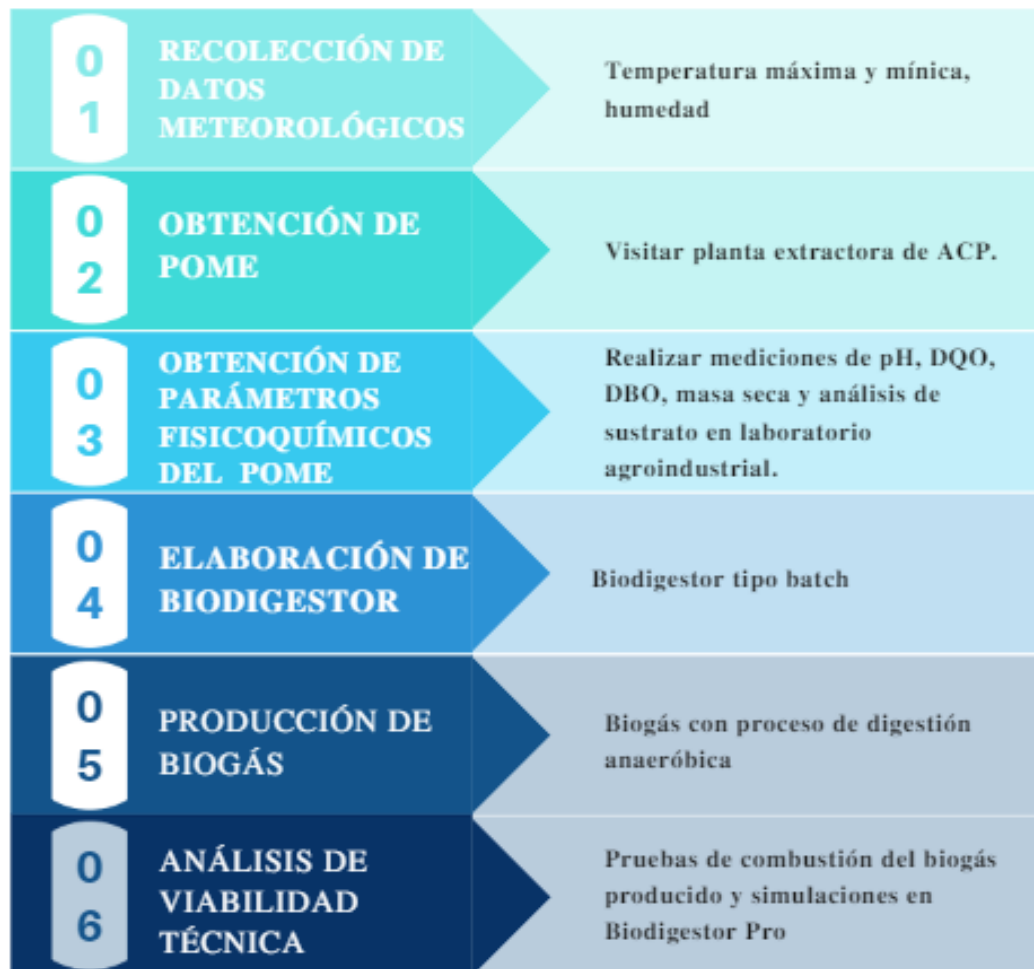 0
1
RECOLECCIÓN DE
DATOS
METEOROLÓGICOS
Temperatura máxima y mínica,
humedad
0
2
OBTENCIÓN DE
POME
Visitar planta extractora de ACP.
0
3
OBTENCIÓN DE
PARÁMETROS
FISICOQUÍMICOS
DEL POME
Realizar mediciones de pH, DQO,
DBO, masa seca y análisis de
sustrato en laboratorio
agroindustrial.
0
4
ELABORACIÓN DE
BIODIGESTOR
Biodigestor tipo batch
0
5
PRODUCCIÓN DE
BIOGÁS
Biogás con proceso de digestión
anaeróbica
0
6
ANÁLISIS DE
VIABILIDAD
TÉCNICA
Pruebas de combustión del biogás
producido y simulaciones en
Biodigestor Pro